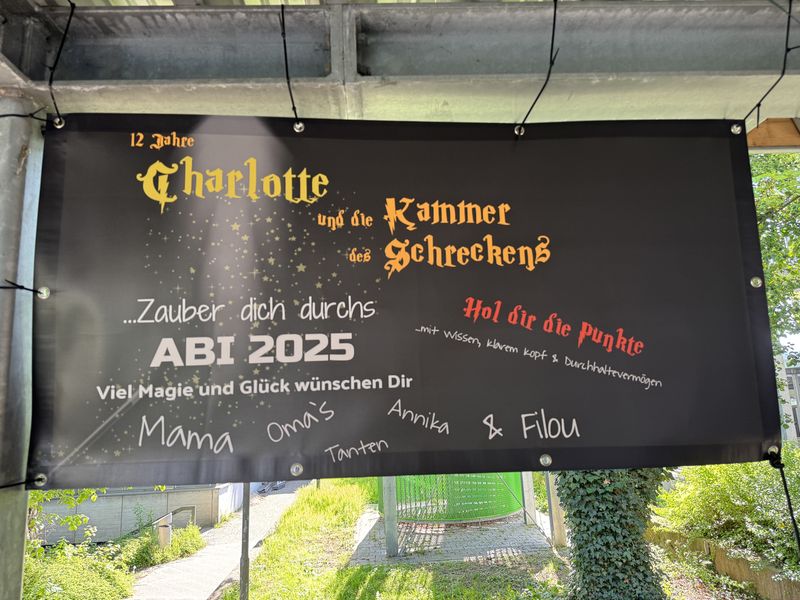 12 Jahre
Charlotte
und die Kammer
des Schreckens
...Zauber dich durchs
ABI 2025
Viel Magie und Glück wünschen Dir
Hol dir die Punkte
...mit Wissen, klarem Kopf & Durchhaltevermögen
Mama Oma's Tanten Annika & Filou